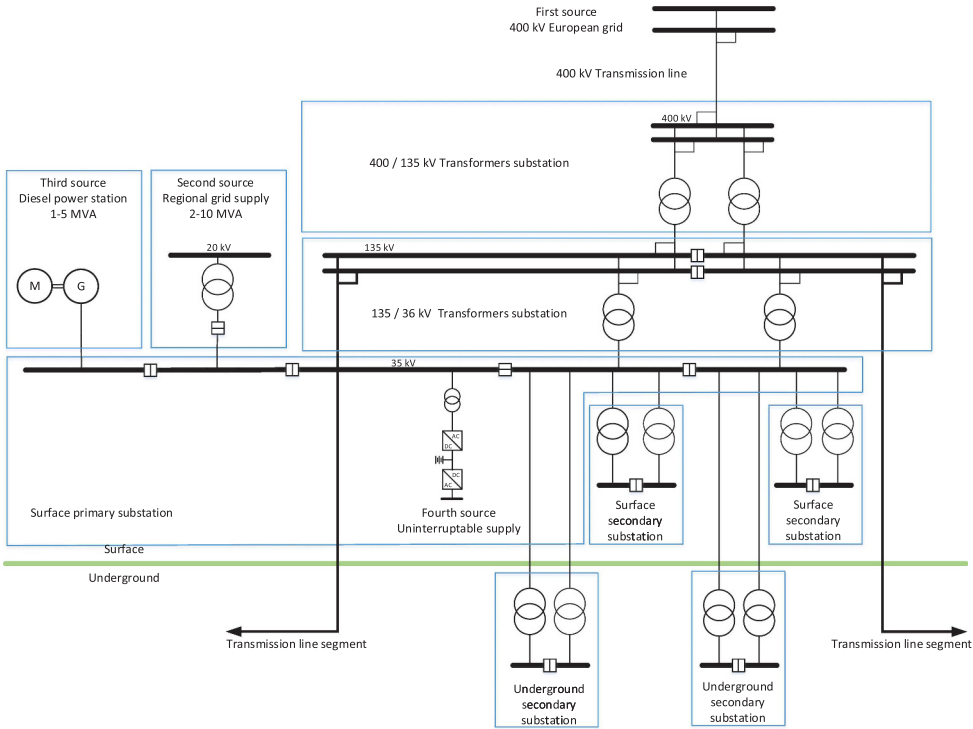 First source
400 kV European grid
400 kV Transmission line
400 kV
400 / 135 kV Transformers substation
Third source
Diesel power station
1-5 MVA
Second source
Regional grid supply
2-10 MVA
20 kV
135 kV
M
G
135 / 36 kV  Transformers substation
35 kV
AC
DC
DC
AC
Surface primary substation
Fourth source
Uninterruptable supply
Surface
secondary
substation
Surface
secondary
substation
Surface
Underground
Transmission line segment
Transmission line segment
Underground
secondary
substation
Underground
secondary
substation